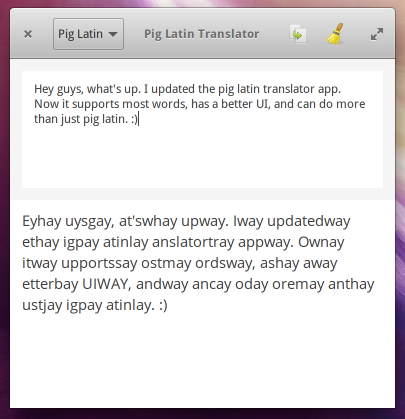 Pig Latin
Pig Latin Translator
Hey guys, what's up. I updated the pig latin translator app.
Now it supports most words, has a better UI, and can do more
than just pig latin. :)
Eyhay uysgay, at'swhay upway. Iway updatedway
ethay igpay atinlay anslatortray appway. Ownay
itway upportssay ostmay ordsway, ashay away
etterbay UIWAY, andway ancay oday oremay anthay
ustjay igpay atinlay. :)